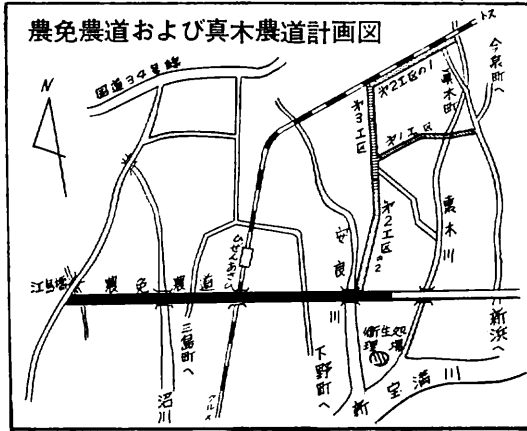 農免農道および真木農道計画図
N
国道34号線
トス
今泉町へ
真木町
第2工区の1
第3工区
第1工区
第2工区の2
安良川
真木川
ひぜんあさひ
江島
農免農道
三島町へ
沼川
クルメ
下野町へ
衛生処理場
新宝満川
新浜へ